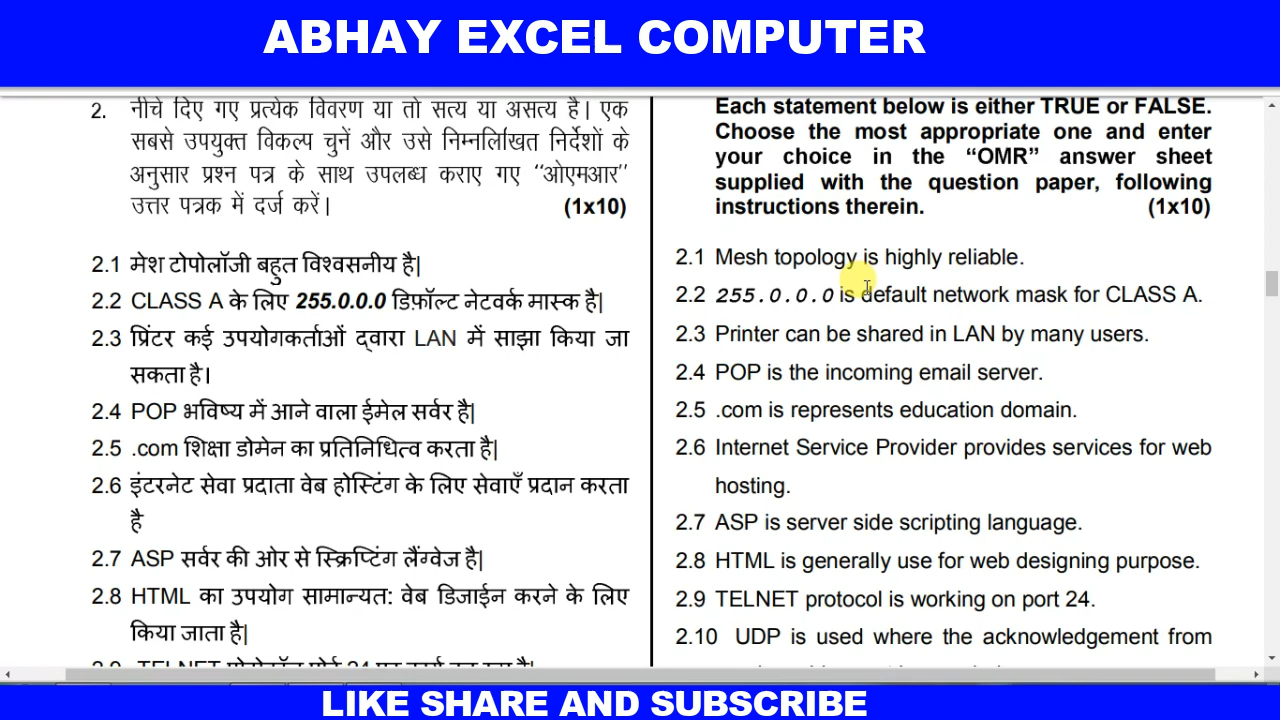 ABHAY EXCEL COMPUTER
2. नीचे दिए गए प्रत्येक विवरण या तो सत्य या असत्य है। एक
सबसे उपयुक्त विकल्प चुनें और उसे निम्नलिखित निर्देशों के
अनुसार प्रश्न पत्र के साथ उपलब्ध कराए गए “ओएमआर”
उत्तर पत्रक में दर्ज करें। (1x10)
2.1 मेश टोपोलॉजी बहुत विश्वसनीय है|
2.2 CLASS A के लिए 255.0.0.0 डिफ़ॉल्ट नेटवर्क मास्क है|
2.3 प्रिंटर कई उपयोगकर्ताओं द्वारा LAN में साझा किया जा
सकता है।
2.4 POP भविष्य में आने वाला ईमेल सर्वर है|
2.5 .com शिक्षा डोमेन का प्रतिनिधित्व करता है|
2.6 इंटरनेट सेवा प्रदाता वेब होस्टिंग के लिए सेवाएँ प्रदान करता
है
2.7 ASP सर्वर की ओर से स्क्रिप्टिंग लैंग्वेज है|
2.8 HTML का उपयोग सामान्यत: वेब डिजाईन करने के लिए
किया जाता है|
Each statement below is either TRUE or FALSE.
Choose the most appropriate one and enter
your choice in the “OMR” answer sheet
supplied with the question paper, following
instructions therein. (1x10)
2.1 Mesh topology is highly reliable.
2.2 255.0.0.0 is default network mask for CLASS A.
2.3 Printer can be shared in LAN by many users.
2.4 POP is the incoming email server.
2.5 .com is represents education domain.
2.6 Internet Service Provider provides services for web
hosting.
2.7 ASP is server side scripting language.
2.8 HTML is generally use for web designing purpose.
2.9 TELNET protocol is working on port 24.
2.10 UDP is used where the acknowledgement from
LIKE SHARE AND SUBSCRIBE